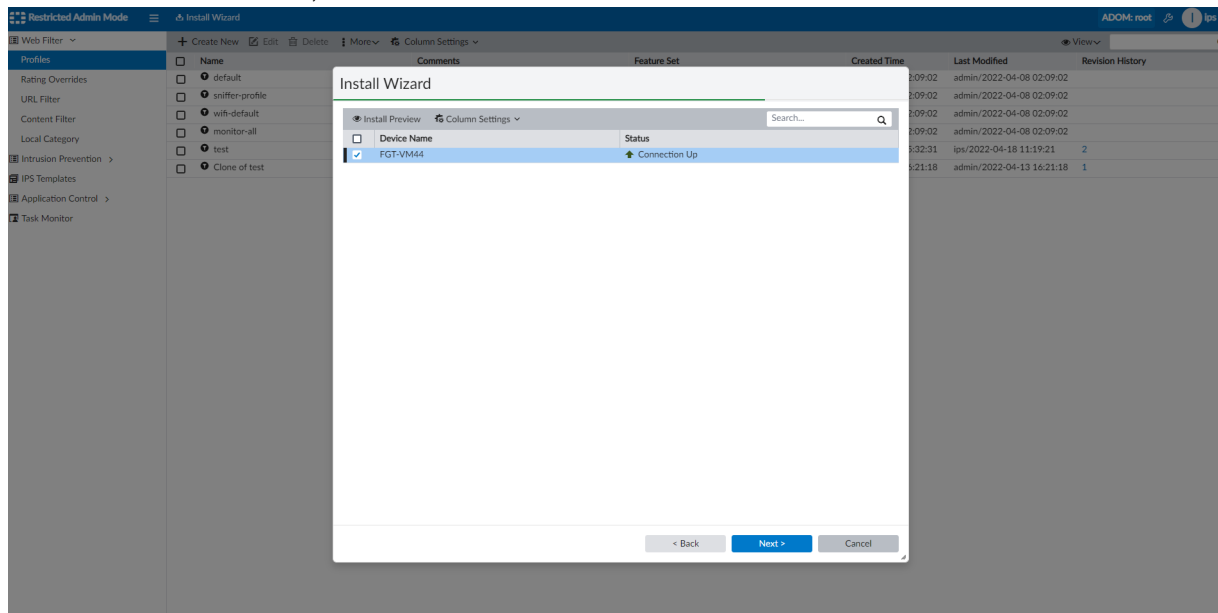 Restricted Admin Mode Install Wizard ADOM: root ips
Web Filter
Create New Edit Delete More Column Settings View
Profiles
Name Comments Feature Set Created Time Last Modified Revision History
Rating Overrides
default 2:09:02 admin/2022-04-08 02:09:02
URL Filter
sniffer-profile 2:09:02 admin/2022-04-08 02:09:02
Content Filter
wifi-default 2:09:02 admin/2022-04-08 02:09:02
Local Category
monitor-all 2:09:02 admin/2022-04-08 02:09:02
Intrusion Prevention >
test 5:32:31 ips/2022-04-18 11:19:21 2
IPS Templates
Clone of test 6:21:18 admin/2022-04-13 16:21:18 1
Application Control >
Task Monitor
Install Wizard
Install Preview Column Settings Search...
Device Name Status
FGT-VM44 Connection Up
< Back Next > Cancel